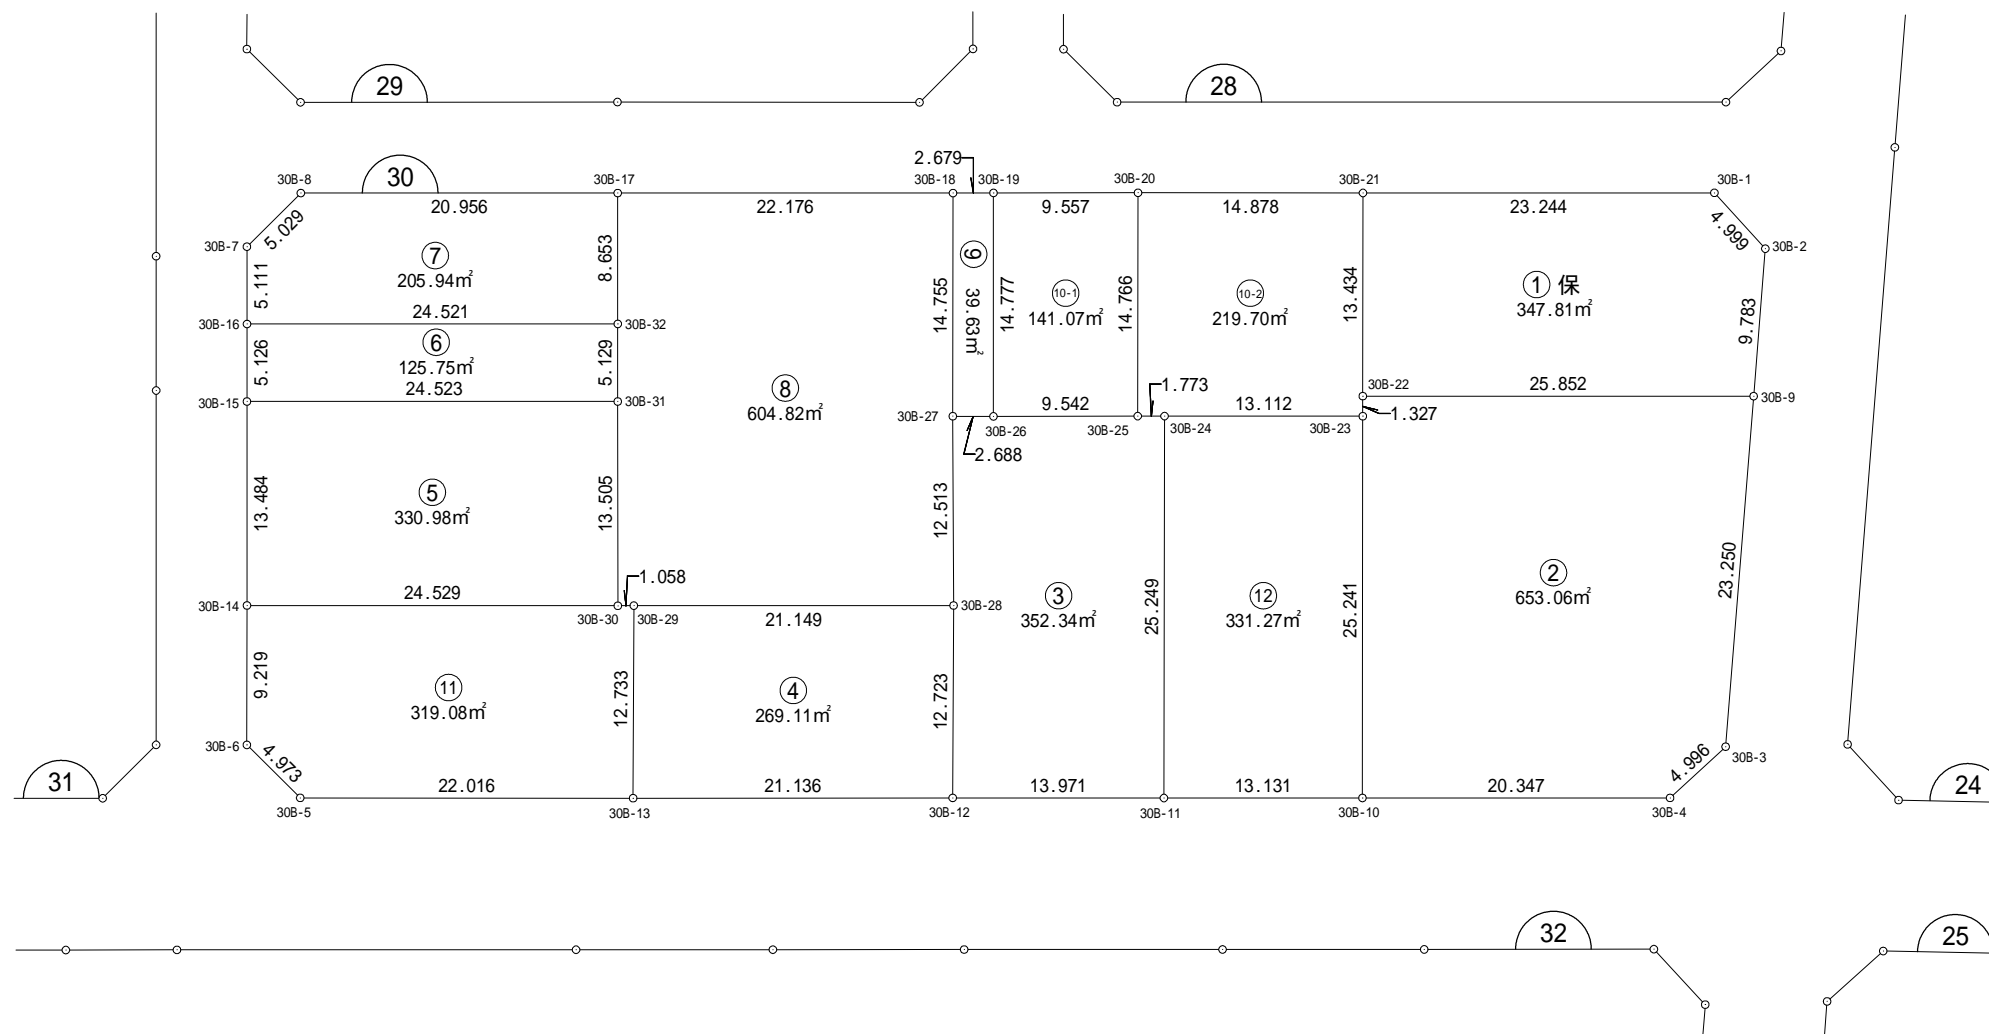 29
28
2.679
30B-8
30
30B-17
30B-18
30B-19
30B-20
30B-21
30B-1
20.956
22.176
9.557
14.878
23.244
5.029
4.999
30B-7
30B-2
⑦
205.94㎡
8.653
5.111
24.521
⑨
39.63㎡
14.755
14.777
14.766
10-1
141.07㎡
10-2
219.70㎡
13.434
① 保
347.81㎡
9.783
30B-16
30B-32
⑥
125.75㎡
5.126
5.129
24.523
30B-15
30B-31
⑧
604.82㎡
1.773
30B-22
25.852
30B-9
9.542
13.112
1.327
30B-27
30B-26
30B-25
30B-24
30B-23
2.688
⑤
330.98㎡
13.484
13.505
12.513
24.529
1.058
30B-14
30B-30
30B-29
30B-28
21.149
③
352.34㎡
25.249
⑫
331.27㎡
25.241
②
653.06㎡
23.250
9.219
⑪
319.08㎡
12.733
④
269.11㎡
12.723
30B-6
30B-3
4.973
4.996
31
22.016
21.136
13.971
13.131
20.347
24
30B-5
30B-13
30B-12
30B-11
30B-10
30B-4
32
25